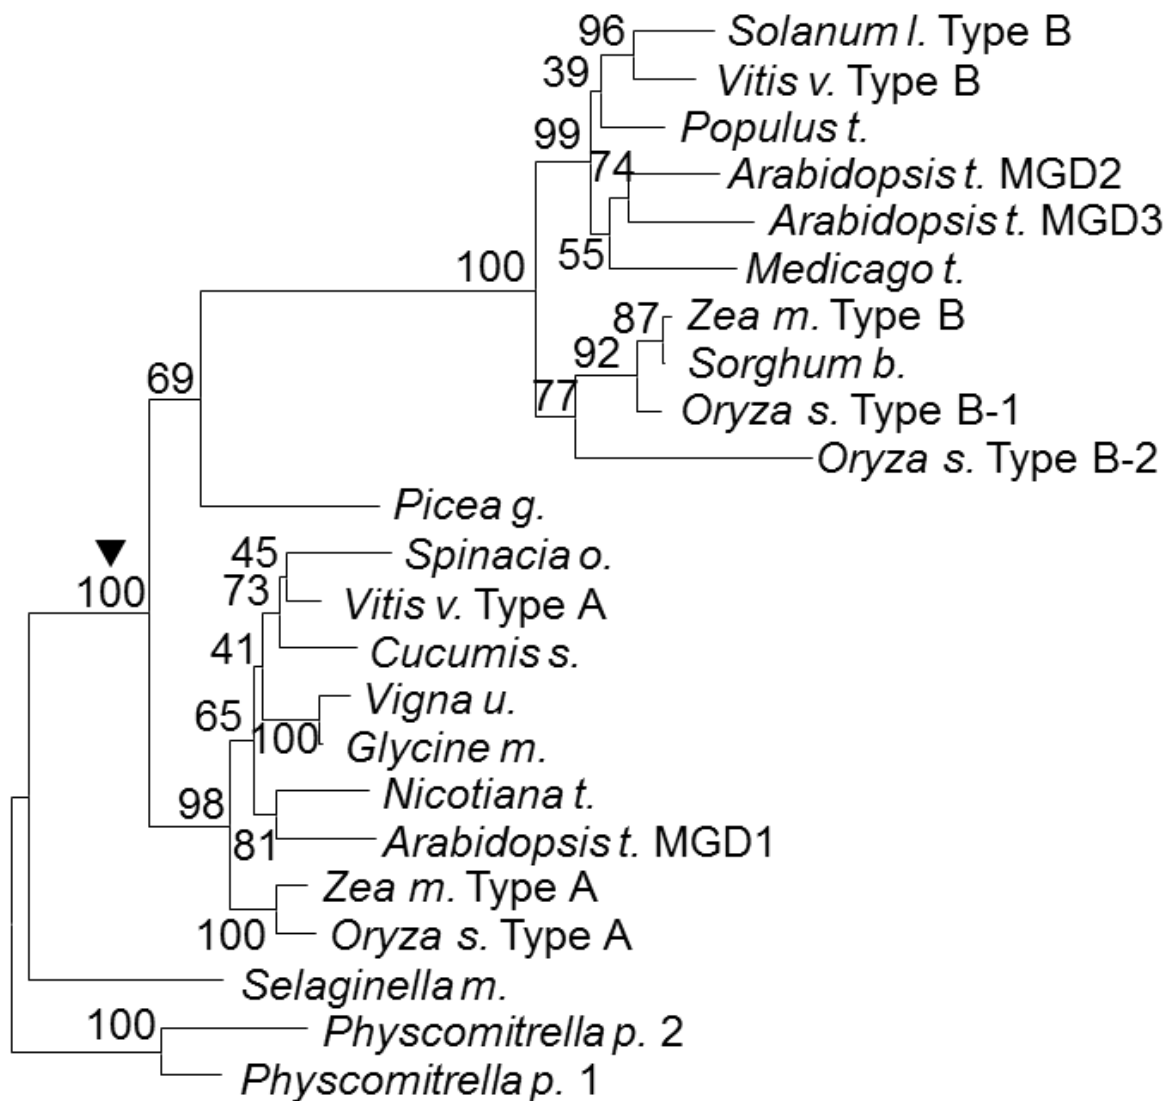 96 Solanum l. Type B
39 Vitis v. Type B
Populus t.
99
74 Arabidopsis t. MGD2
Arabidopsis t. MGD3
55 Medicago t.
100
87 Zea m. Type B
92 Sorghum b.
77 Oryza s. Type B-1
Oryza s. Type B-2
69
Picea g.
45 Spinacia o.
100 73 Vitis v. Type A
41 Cucumis s.
Vigna u.
65 100 Glycine m.
98 Nicotiana t.
81 Arabidopsis t. MGD1
Zea m. Type A
100 Oryza s. Type A
Selaginella m.
100 Physcomitrella p. 2
Physcomitrella p. 1